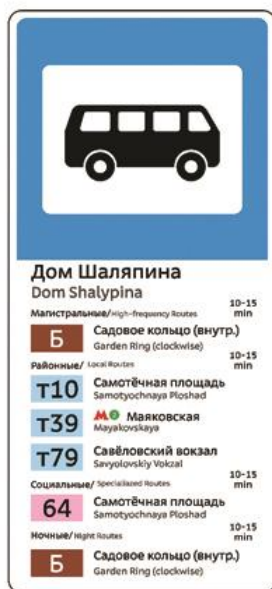 Дом Шаляпина
Dom Shalypina
Магистральные/High-frequency Routes 10-15 min
Б Садовое кольцо (внутр.)
Garden Ring (clockwise)
Районные/ Local Routes 10-15 min
т10 Самотёчная площадь
Samotyochnaya Ploshad
т39 М 2 Маяковская
Mayakovskaya
т79 Савёловский вокзал
Savyolovskiy Vokzal
Социальные/ Specialized Routes 10-15 min
64 Самотёчная площадь
Samotyochnaya Ploshad
Ночные/ Night Routes 10-15 min
Б Садовое кольцо (внутр.)
Garden Ring (clockwise)